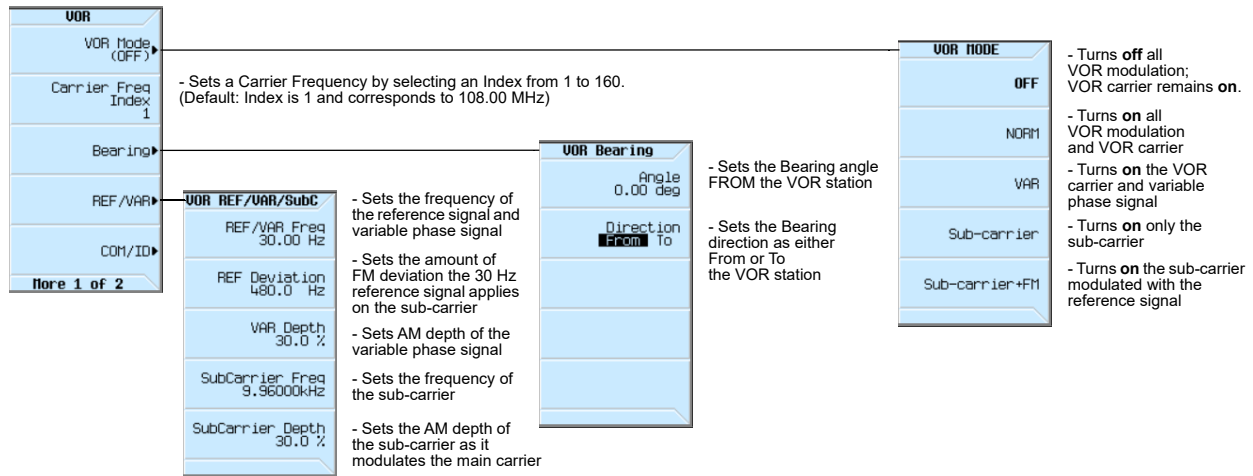 VOR
VOR Mode
(OFF)
Carrier Freq
Index
1
Bearing
REF/VAR
COM/ID
More 1 of 2
- Sets a Carrier Frequency by selecting an Index from 1 to 160.
(Default: Index is 1 and corresponds to 108.00 MHz)
VOR REF/VAR/SubC
REF/VAR Freq
30.00 Hz
REF Deviation
480.0 Hz
VAR Depth
30.0 %
SubCarrier Freq
9.96000kHz
SubCarrier Depth
30.0 %
- Sets the frequency of
the reference signal and
variable phase signal
- Sets the amount of
FM deviation the 30 Hz
reference signal applies
on the sub-carrier
- Sets AM depth of the
variable phase signal
- Sets the frequency of
the sub-carrier
- Sets the AM depth of
the sub-carrier as it
modulates the main carrier
VOR Bearing
Angle
0.00 deg
Direction
From To
- Sets the Bearing angle
FROM the VOR station
- Sets the Bearing
direction as either
From or To
the VOR station
VOR MODE
OFF
NORM
VAR
Sub-carrier
Sub-carrier+FM
- Turns off all
VOR modulation;
VOR carrier remains on.
- Turns on all
VOR modulation
and VOR carrier
- Turns on the VOR
carrier and variable
phase signal
- Turns on only the
sub-carrier
- Turns on the sub-carrier
modulated with the
reference signal